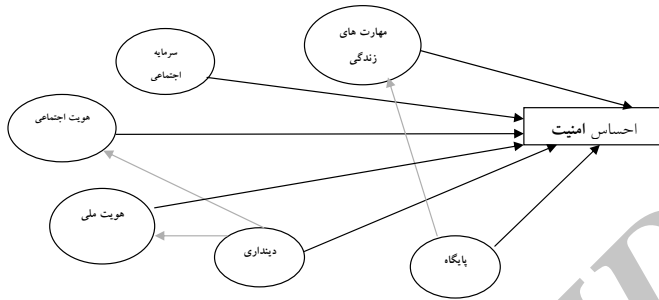 مهارت های
زندگی
سرمایه
اجتماعی
هویت اجتماعی
احساس امنیت
هویت ملی
دینداری
پایگاه